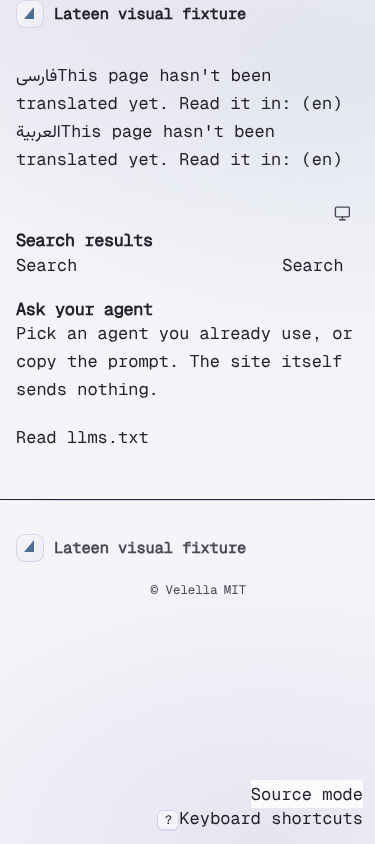 Lateen visual fixture
فارسیThis page hasn't been
translated yet. Read it in: (en)
العربيةThis page hasn't been
translated yet. Read it in: (en)
Search results
Search Search
Ask your agent
Pick an agent you already use, or
copy the prompt. The site itself
sends nothing.
Read llms.txt
Lateen visual fixture
© Velella MIT
Source mode
? Keyboard shortcuts